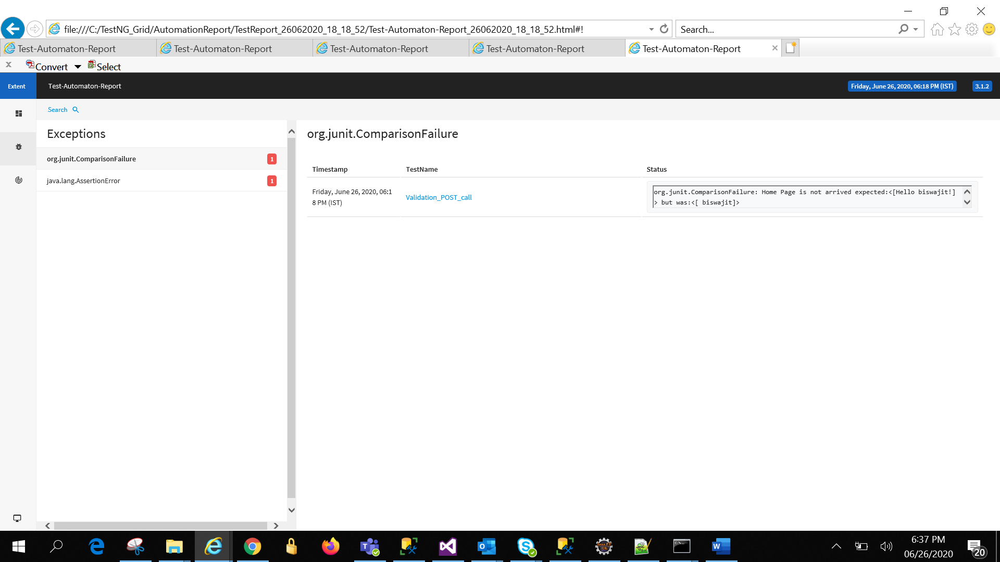 file:///C:/TestNG_Grid/AutomationReport/TestReport_26062020_18_18_52/Test-Automaton-Report_26062020_18_18_52.html#!
Search...
Test-Automaton-Report
Test-Automaton-Report
Test-Automaton-Report
Test-Automaton-Report
Test-Automaton-Report
x Convert Select
Extent
Test-Automaton-Report
Friday, June 26, 2020, 06:18 PM (IST)
3.1.2
Search
Exceptions
org.junit.ComparisonFailure 1
java.lang.AssertionError 1
org.junit.ComparisonFailure
Timestamp TestName Status
Friday, June 26, 2020, 06:1
8 PM (IST)
Validation_POST_call
org.junit.ComparisonFailure: Home Page is not arrived expected:<[Hello biswajit!]
> but was:<[ biswajit]>
6:37 PM
06/26/2020
20